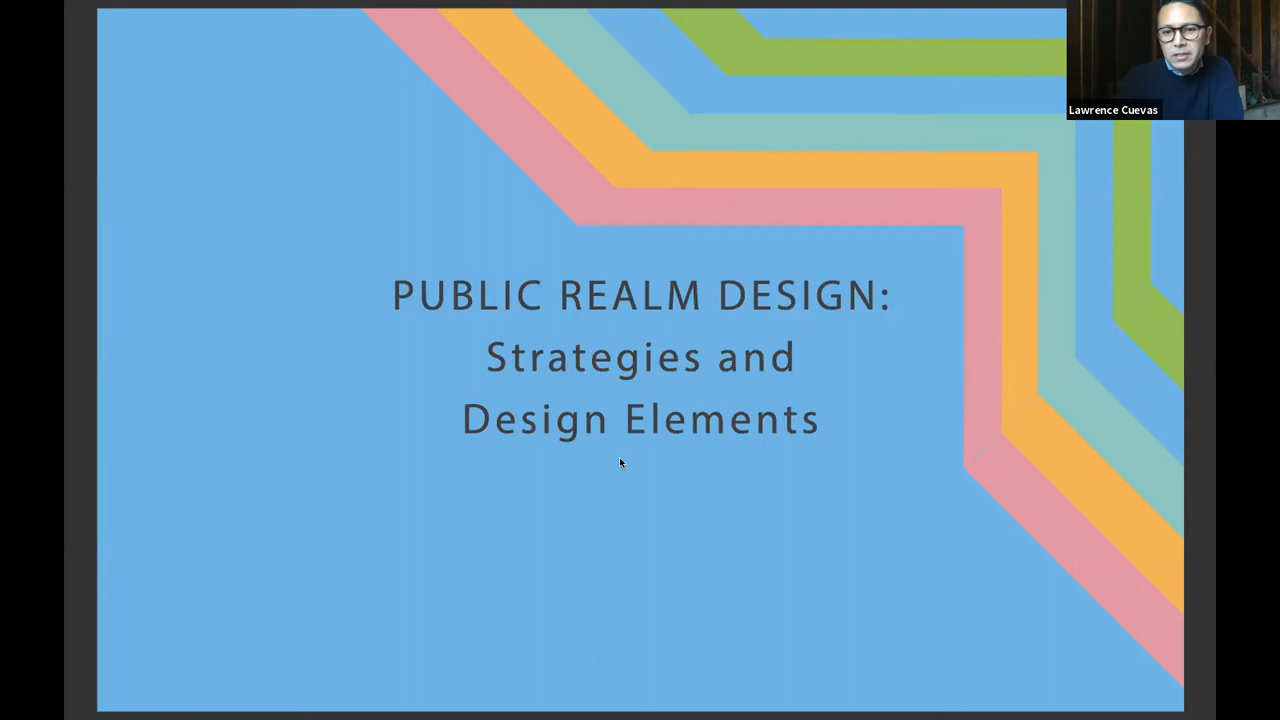 Lawrence Cuevas
PUBLIC REALM DESIGN:
Strategies and
Design Elements